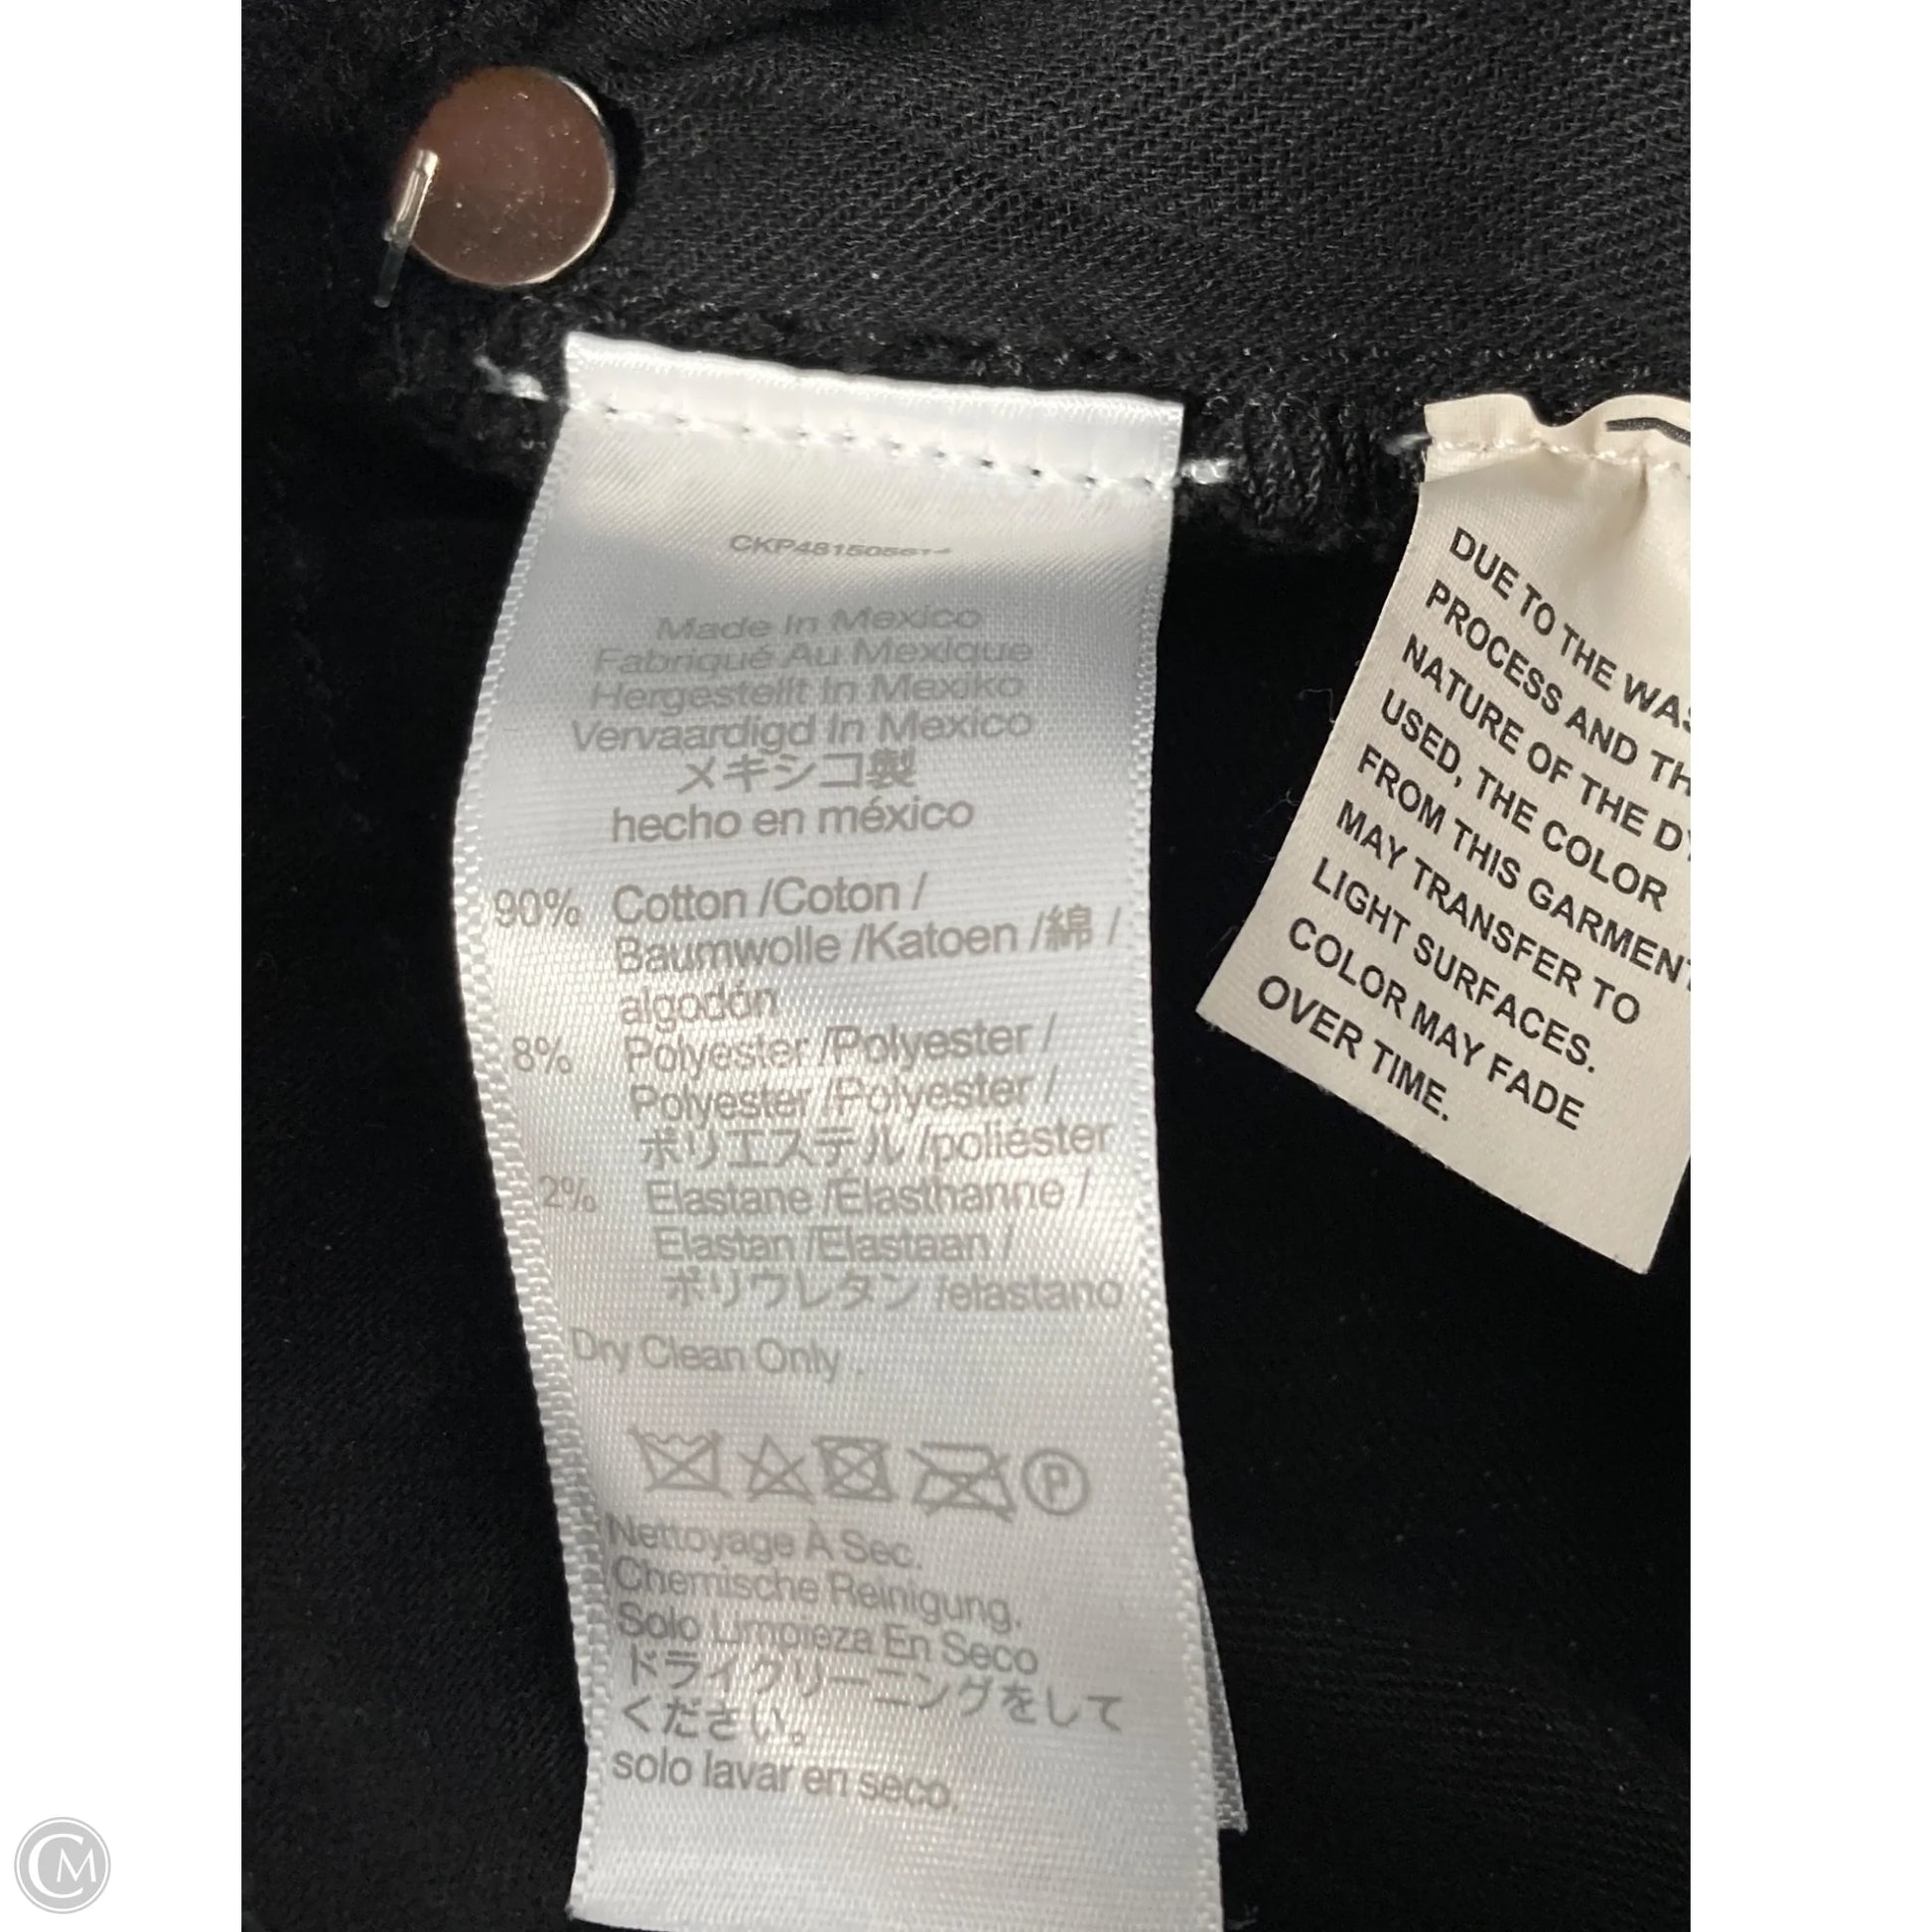 Made In Mexico
Fabriqué Au Mexique
Hergestellt In Mexiko
Vervaardigd In Mexico
メキシコ製
hecho en méxico
90% Cotton /Coton /
Baumwolle /Katoen /綿 /
algodón
8% Polyester /Polyester /
Polyester /Polyester /
ポリエステル /poliéster
2% Elastane /Élasthanne /
Elastan /Elastaan /
ポリウレタン /elastano
Dry Clean Only .
P
Nettoyage À Sec.
Chemische Reinigung.
Solo Limpieza En Seco
ドライクリーニングをして
ください。
solo lavar en seco.
DUE TO THE
PROCESS AND
NATURE OF THE
USED, THE COLOR
FROM THIS GARMENT
MAY TRANSFER TO
LIGHT SURFACES.
COLOR MAY FADE
OVER TIME.
CM